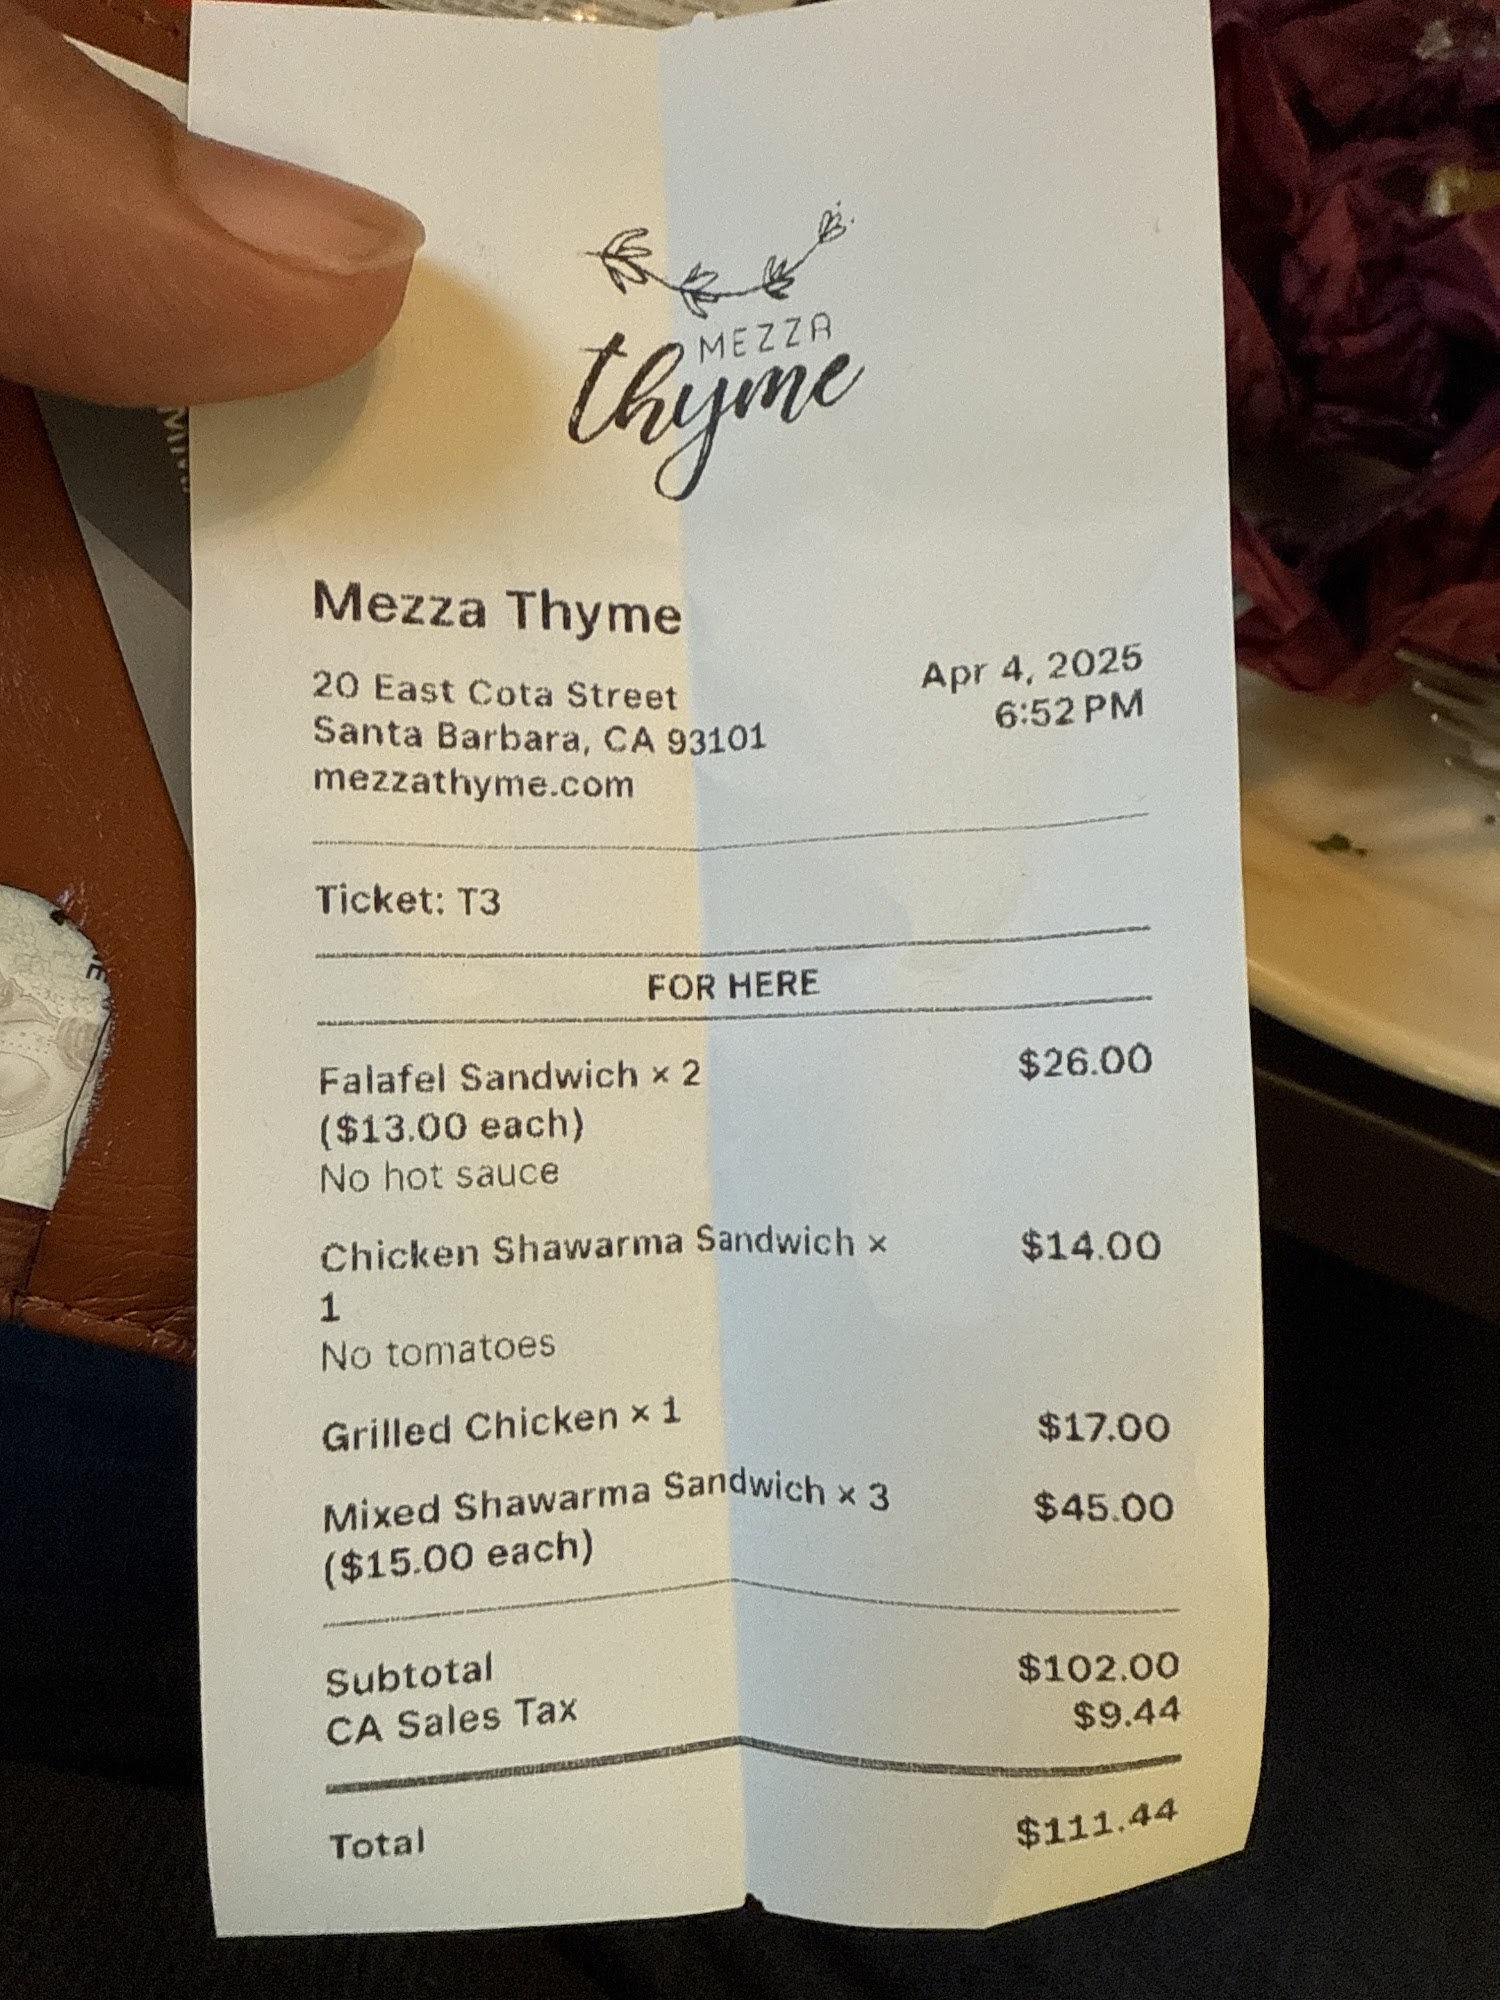 MEZZA
thyme
Mezza Thyme
20 East Cota Street
Santa Barbara, CA 93101
mezzathyme.com
Apr 4, 2025
6:52 PM
Ticket: T3
FOR HERE
Falafel Sandwich × 2 $26.00
($13.00 each)
No hot sauce
Chicken Shawarma Sandwich × $14.00
1
No tomatoes
Grilled Chicken × 1 $17.00
Mixed Shawarma Sandwich × 3 $45.00
($15.00 each)
Subtotal $102.00
CA Sales Tax $9.44
Total $111.44